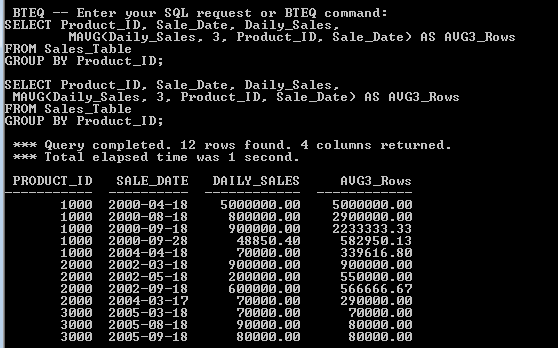 BTEQ -- Enter your SQL request or BTEQ command:
SELECT Product_ID, Sale_Date, Daily_Sales,
MAVG(Daily_Sales, 3, Product_ID, Sale_Date) AS AVG3_Rows
FROM Sales_Table
GROUP BY Product_ID;
SELECT Product_ID, Sale_Date, Daily_Sales,
MAVG(Daily_Sales, 3, Product_ID, Sale_Date) AS AVG3_Rows
FROM Sales_Table
GROUP BY Product_ID;
*** Query completed. 12 rows found. 4 columns returned.
*** Total elapsed time was 1 second.
PRODUCT_ID SALE_DATE DAILY_SALES AVG3_Rows
----------- ---------- ------------- -------------
1000 2000-04-18 5000000.00 5000000.00
1000 2000-08-18 800000.00 2900000.00
1000 2000-09-18 900000.00 2233333.33
1000 2000-09-28 48850.40 582950.13
1000 2004-04-18 70000.00 339616.80
2000 2002-03-18 900000.00 900000.00
2000 2002-05-18 200000.00 550000.00
2000 2002-09-18 600000.00 566666.67
2000 2004-03-17 70000.00 290000.00
3000 2005-03-18 70000.00 70000.00
3000 2005-08-18 90000.00 80000.00
3000 2005-09-18 80000.00 80000.00